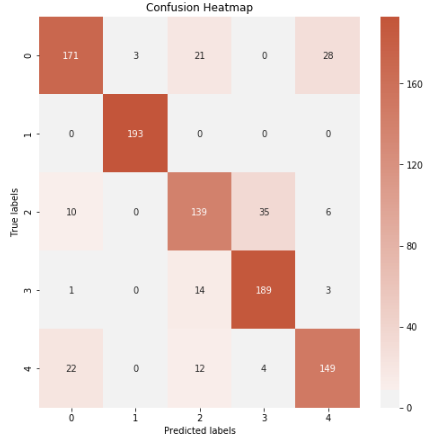 Confusion Heatmap
0 171 3 21 0 28
1 0 193 0 0 0
2 10 0 139 35 6
3 1 0 14 189 3
4 22 0 12 4 149
0 1 2 3 4
Predicted labels
True labels
160
120
80
40
0